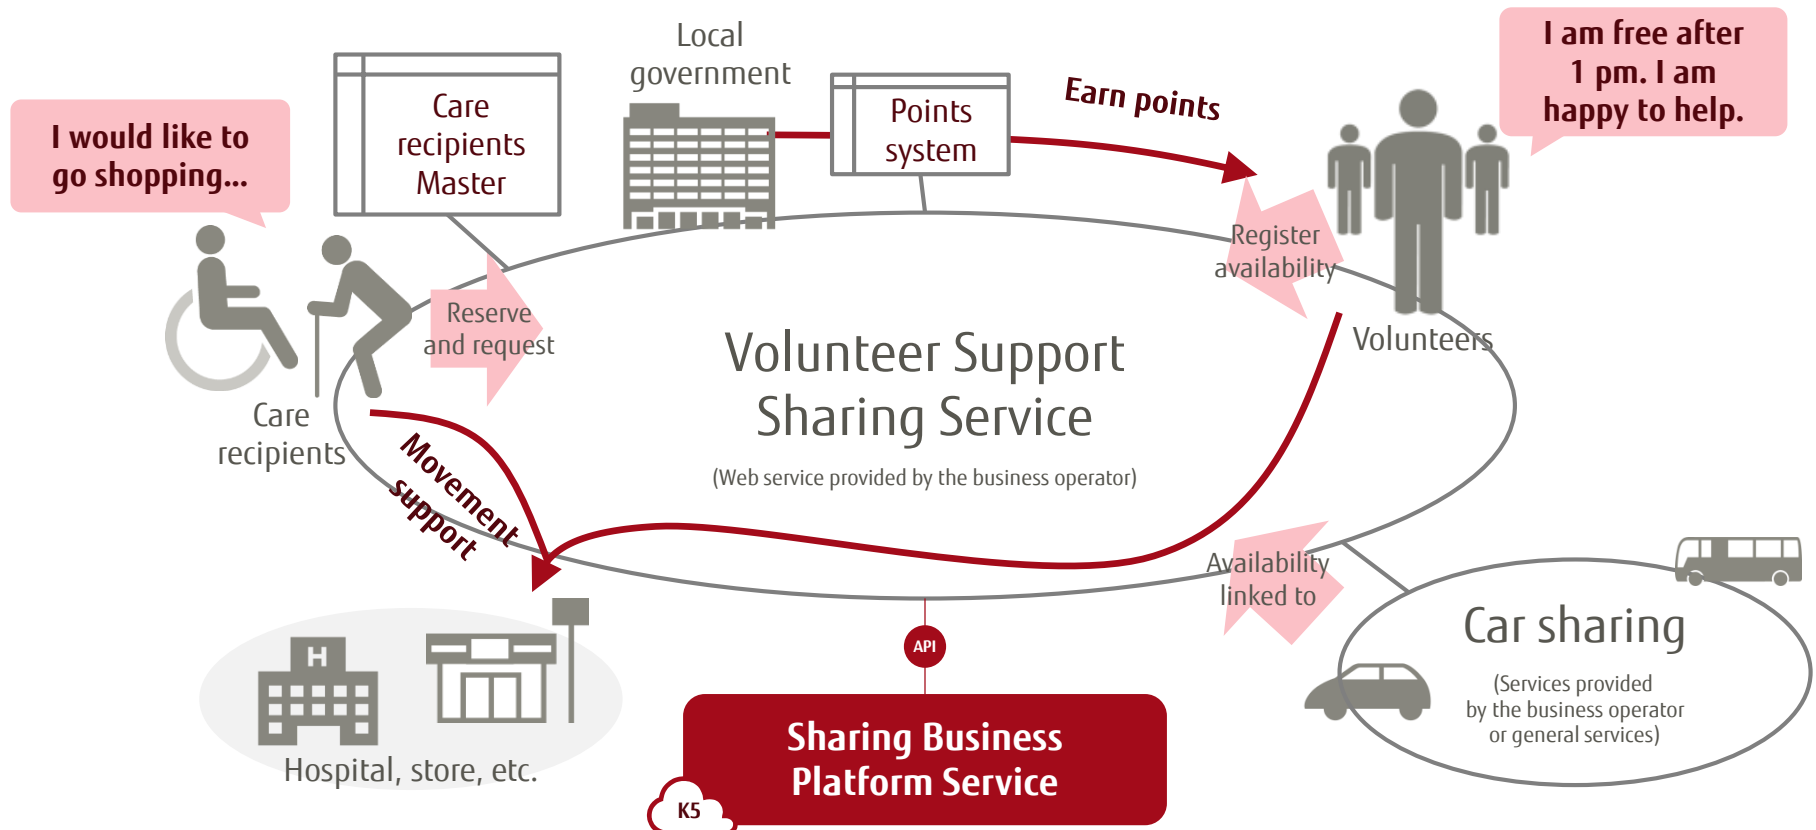 Local
government
I am free after
1 pm. I am
happy to help.
Care
recipients
Master
Points
system
Earn points
I would like to
go shopping...
Register
availability
Reserve
and request
Volunteer Support
Sharing Service
(Web service provided by the business operator)
Volunteers
Care
recipients
Movement
support
Availability
linked to
API
Car sharing
(Services provided
by the business operator
or general services)
H
Hospital, store, etc.
Sharing Business
Platform Service
K5